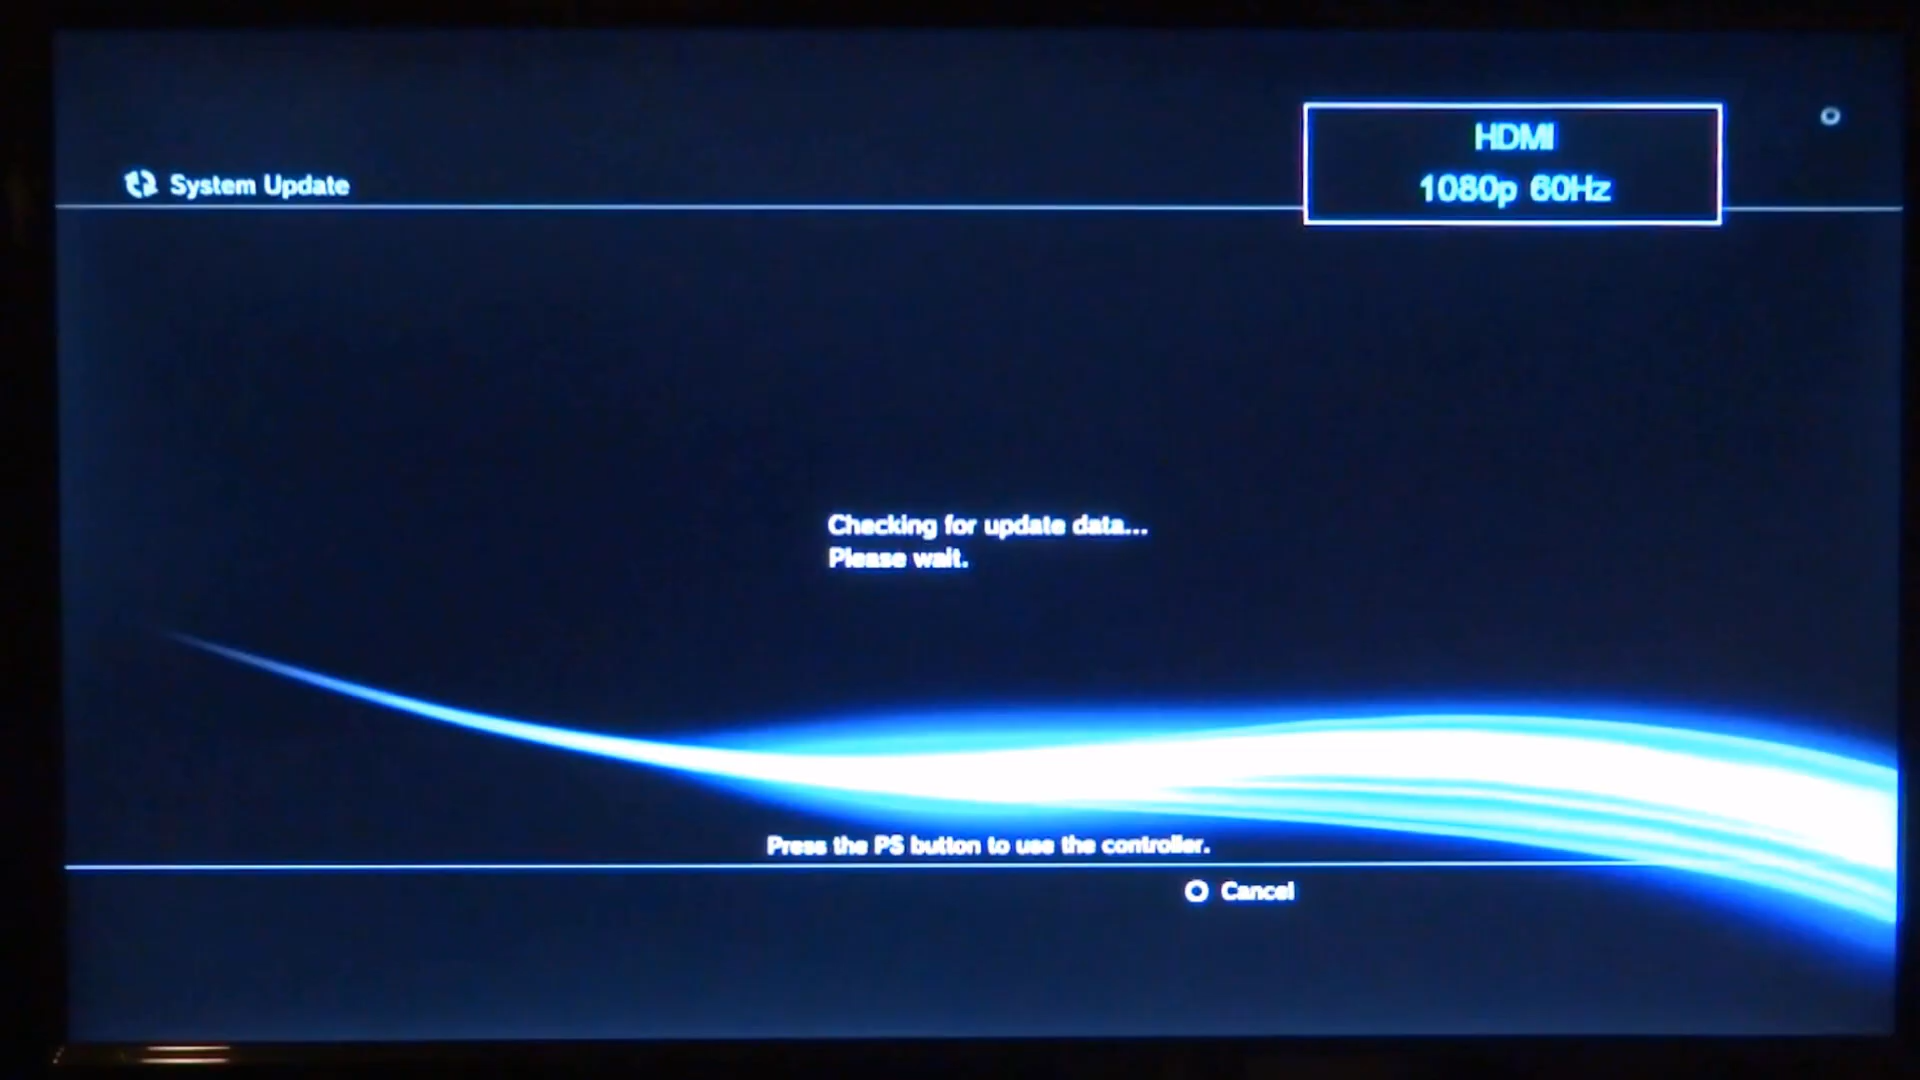 HDMI
1080p 60Hz
System Update
Checking for update data...
Please wait.
Press the PS button to use the controller.
Cancel